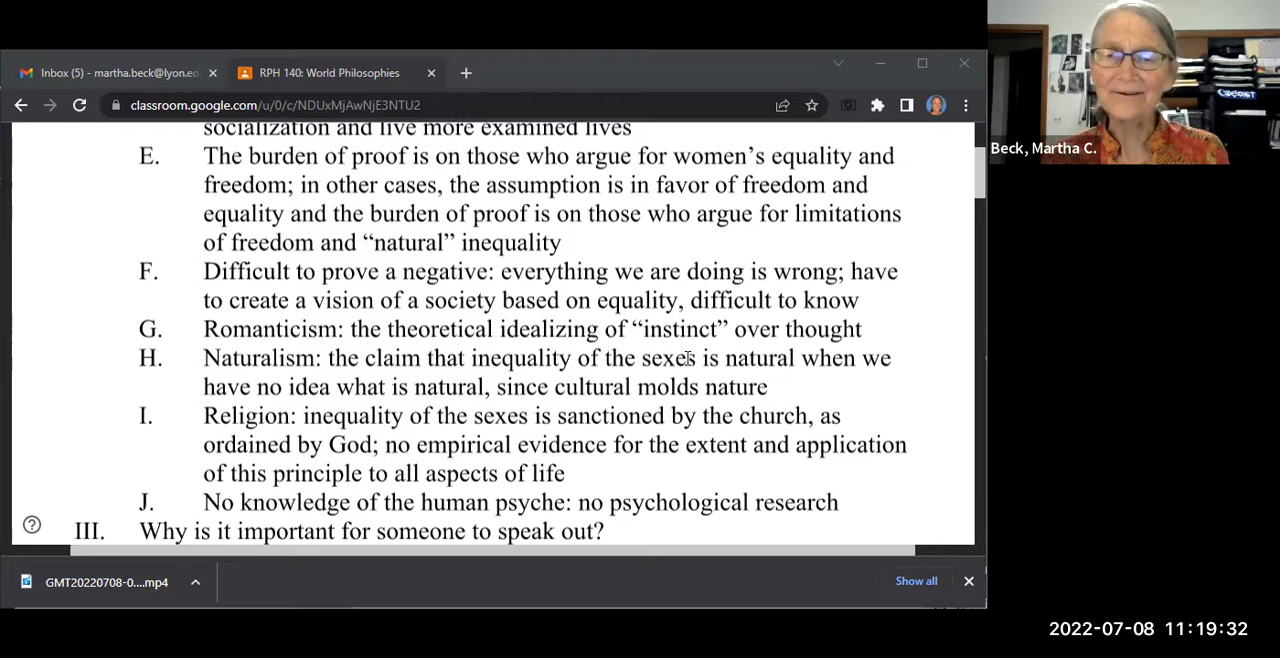 Inbox (5) - martha.beck@lyon.ed
RPH 140: World Philosophies
classroom.google.com/u/0/c/NDUxMjAwNjE3NTU2
socialization and live more examined lives
E. The burden of proof is on those who argue for women's equality and
freedom; in other cases, the assumption is in favor of freedom and
equality and the burden of proof is on those who argue for limitations
of freedom and “natural” inequality
F. Difficult to prove a negative: everything we are doing is wrong; have
to create a vision of a society based on equality, difficult to know
G. Romanticism: the theoretical idealizing of “instinct” over thought
H. Naturalism: the claim that inequality of the sexes is natural when we
have no idea what is natural, since cultural molds nature
I. Religion: inequality of the sexes is sanctioned by the church, as
ordained by God; no empirical evidence for the extent and application
of this principle to all aspects of life
J. No knowledge of the human psyche: no psychological research
III. Why is it important for someone to speak out?
GMT20220708-0....mp4
Show all
Beck, Martha C.
2022-07-08 11:19:32